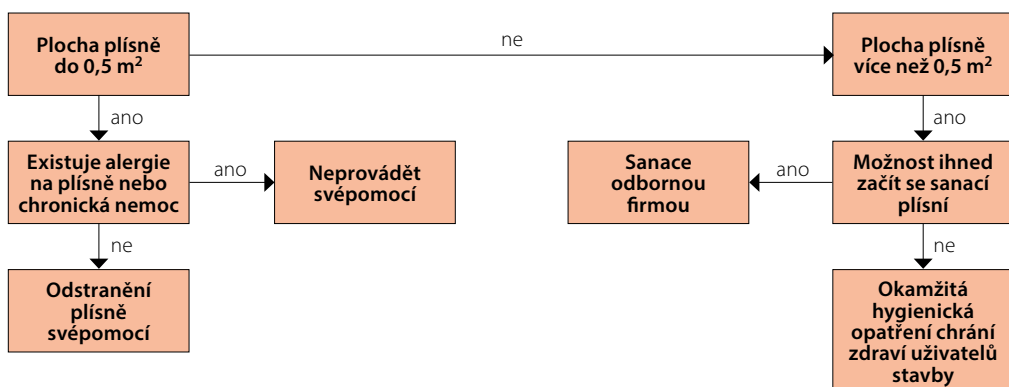 Plocha plísně
do 0,5 m²
ne
Plocha plísně
více než 0,5 m²
ano
ano
Existuje alergie
na plísně nebo
chronická nemoc
ano
Neprovádět
svépomocí
Sanace
odbornou
firmou
ano
Možnost ihned
začít se sanací
plísní
ne
ne
Odstranění
plísně
svépomocí
Okamžitá
hygienická
opatření chrání
zdraví uživatelů
stavby